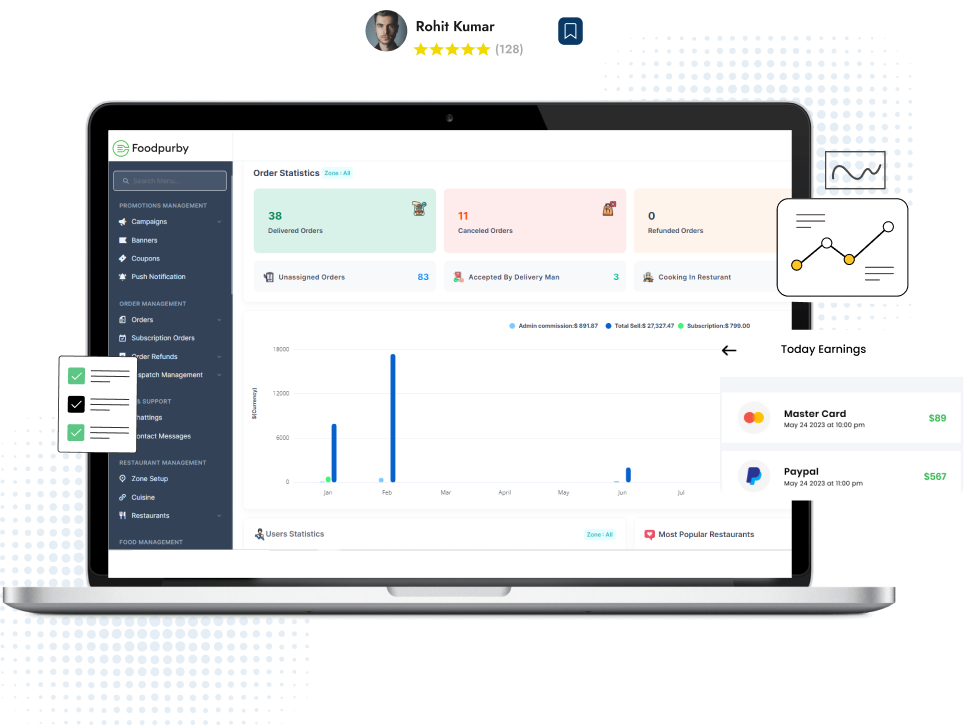 Rohit Kumar
(128)
Foodpurby
Search Menu...
PROMOTIONS MANAGEMENT
Campaigns
Banners
Coupons
Push Notification
ORDER MANAGEMENT
Orders
Subscription Orders
Order Refunds
spatch Management
SUPPORT
hattings
ontact Messages
RESTAURANT MANAGEMENT
Zone Setup
Cuisine
Restaurants
FOOD MANAGEMENT
Order Statistics Zone : All
38
Delivered Orders
11
Canceled Orders
0
Refunded Orders
Unassigned Orders 83
Accepted By Delivery Man 3
Cooking In Resturant
Admin commission:$ 891.87 Total Sell:$ 27,327.47 Subscription:$ 799.00
$(Currency)
18000
12000
6000
0
Jan Feb Mar April May Jun Jul
Users Statistics Zone : All
Most Popular Restaurants
Today Earnings
Master Card $89
May 24 2023 at 10:00 pm
Paypal $567
May 24 2023 at 11:00 pm